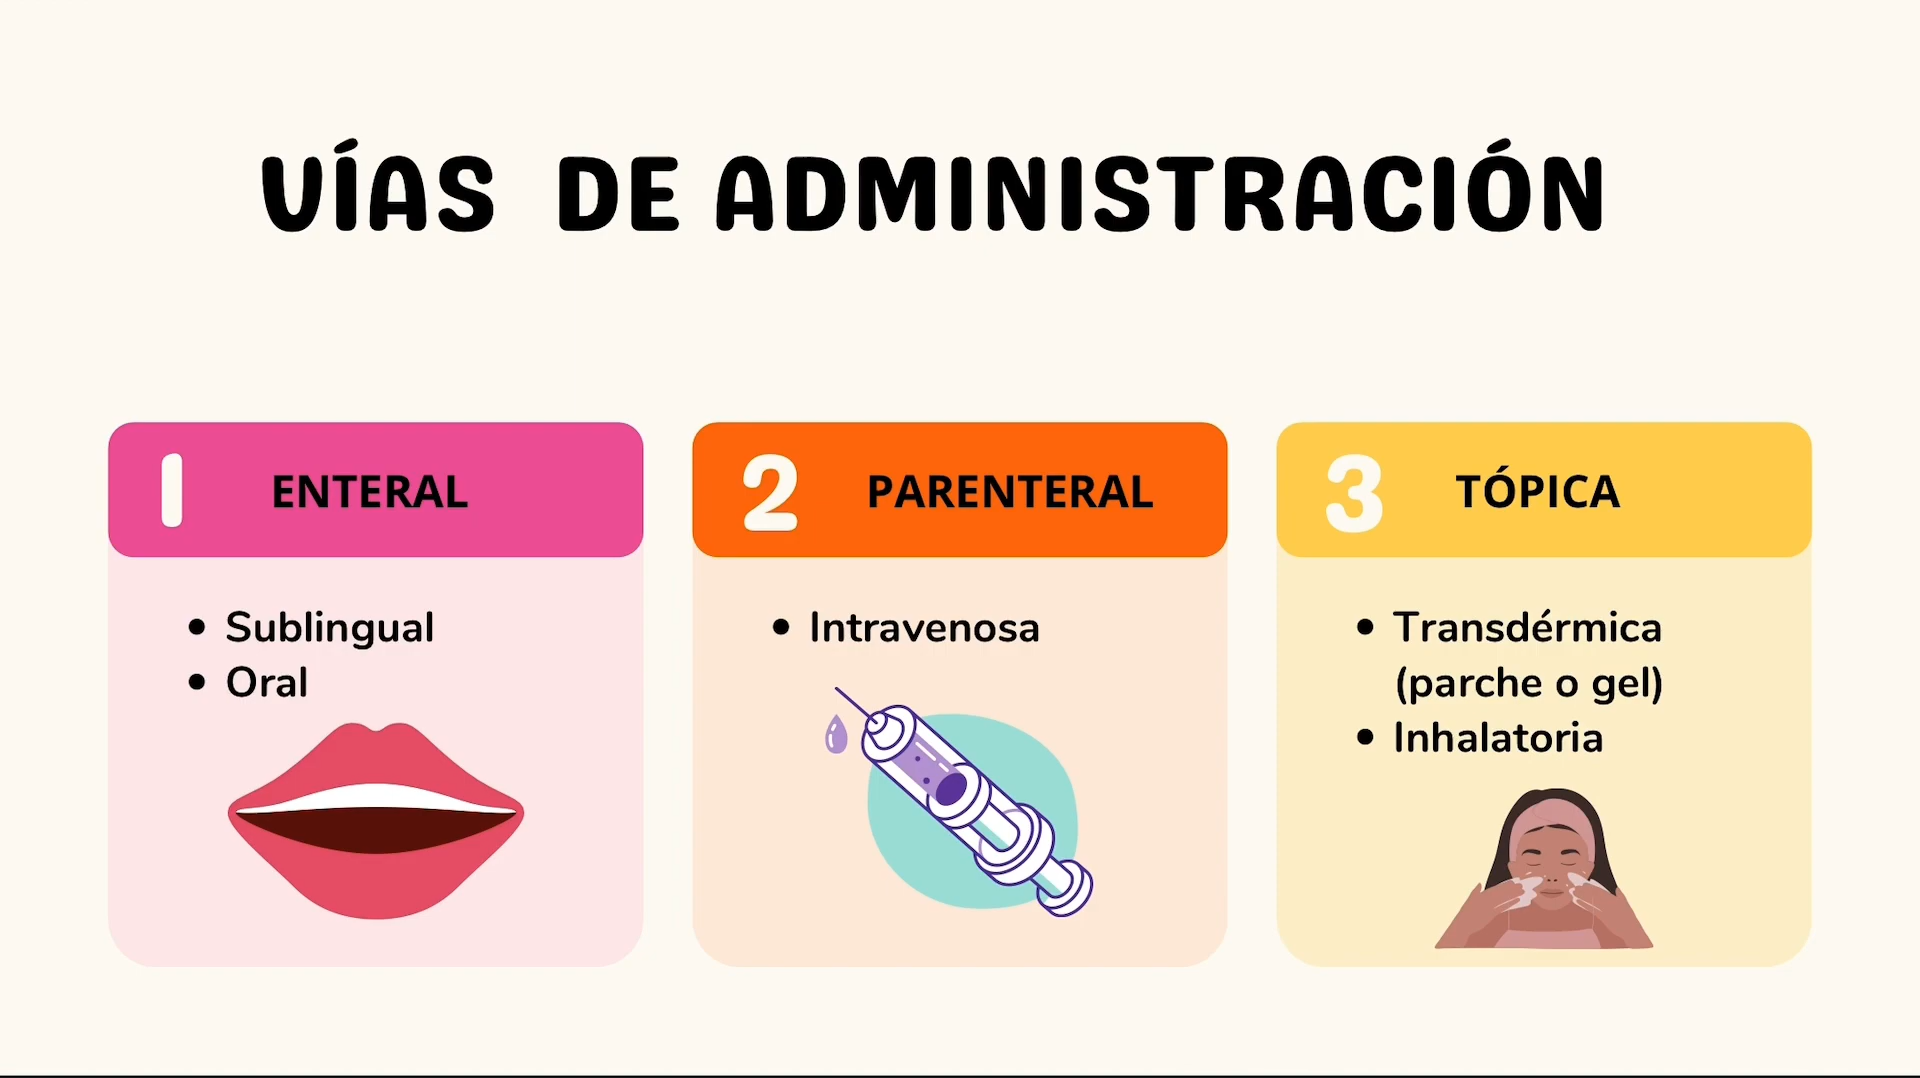 VÍAS DE ADMINISTRACIÓN
1 ENTERAL
• Sublingual
• Oral
2 PARENTERAL
• Intravenosa
3 TÓPICA
• Transdérmica
(parche o gel)
• Inhalatoria